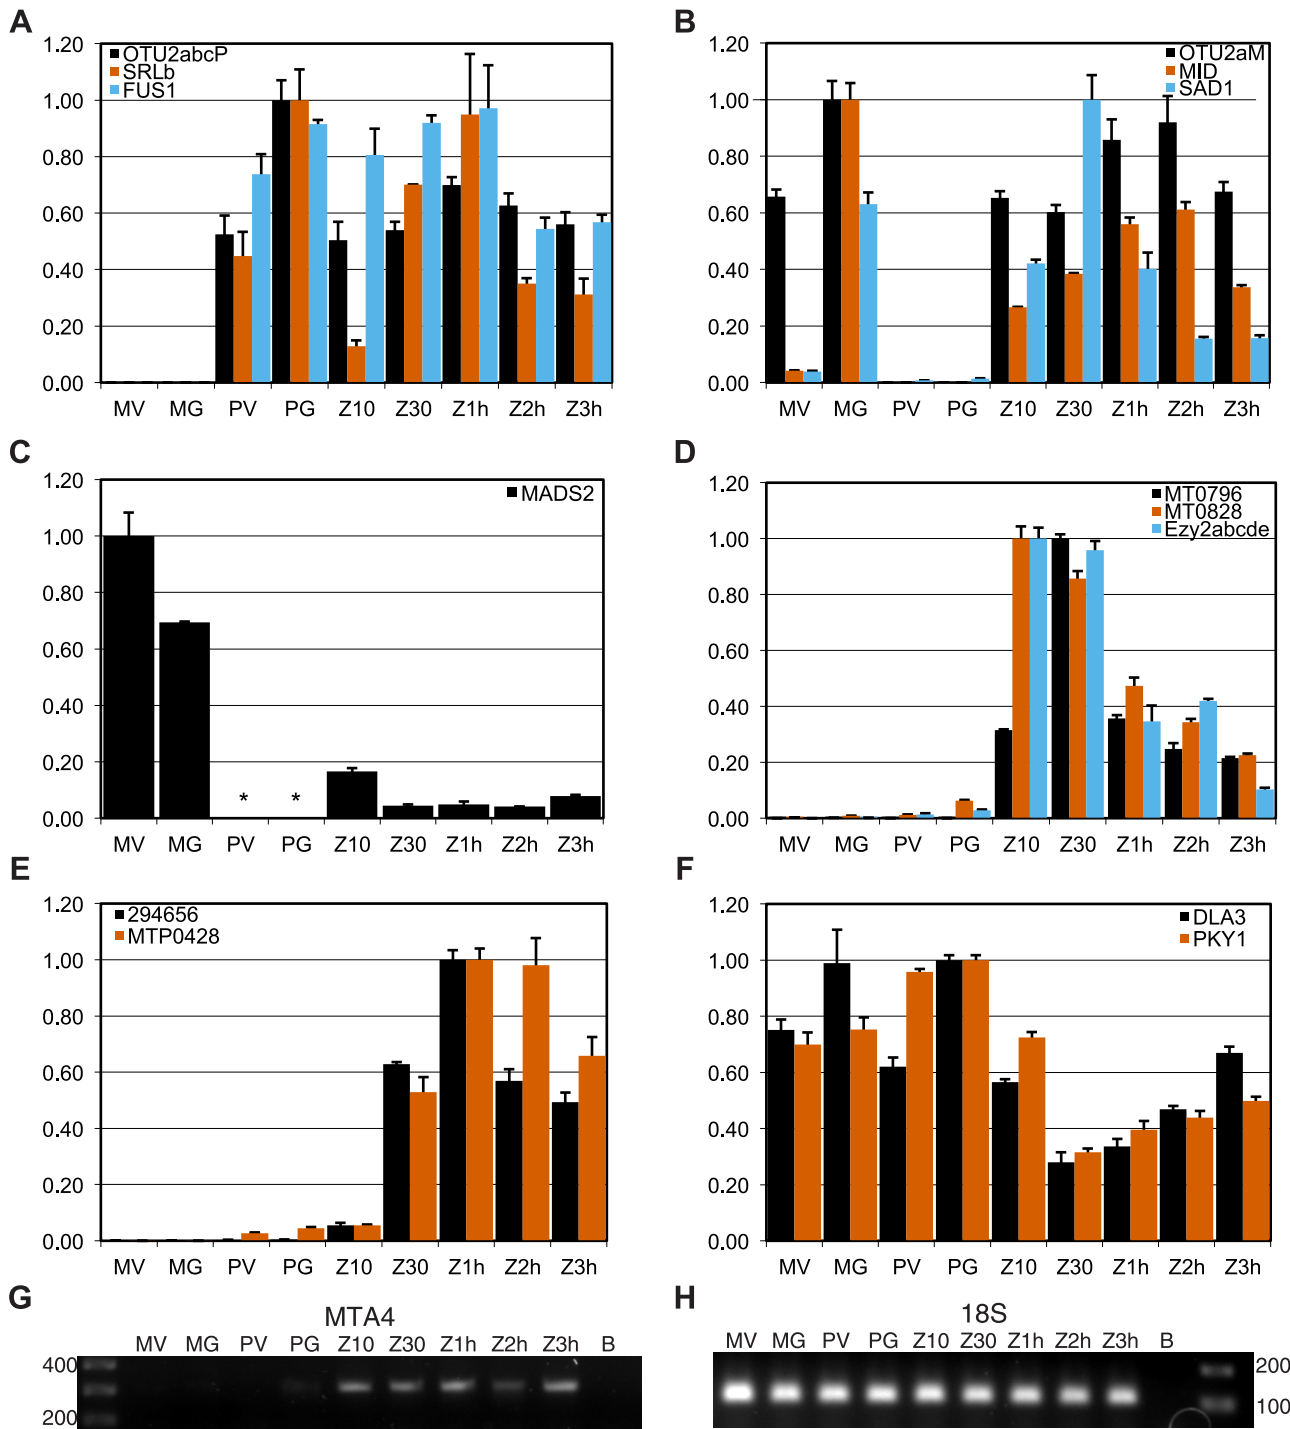 A
1.20
1.00
0.80
0.60
0.40
0.20
0.00
OTU2abcP
SRLb
FUS1
MV MG PV PG Z10 Z30 Z1h Z2h Z3h
B
1.20
1.00
0.80
0.60
0.40
0.20
0.00
OTU2aM
MID
SAD1
MV MG PV PG Z10 Z30 Z1h Z2h Z3h
C
1.20
1.00
0.80
0.60
0.40
0.20
0.00
MADS2
* *
MV MG PV PG Z10 Z30 Z1h Z2h Z3h
D
1.20
1.00
0.80
0.60
0.40
0.20
0.00
MT0796
MT0828
Ezy2abcde
MV MG PV PG Z10 Z30 Z1h Z2h Z3h
E
1.20
1.00
0.80
0.60
0.40
0.20
0.00
294656
MTP0428
MV MG PV PG Z10 Z30 Z1h Z2h Z3h
F
1.20
1.00
0.80
0.60
0.40
0.20
0.00
DLA3
PKY1
MV MG PV PG Z10 Z30 Z1h Z2h Z3h
G
MTA4
MV MG PV PG Z10 Z30 Z1h Z2h Z3h B
400
200
H
18S
MV MG PV PG Z10 Z30 Z1h Z2h Z3h B
200
100